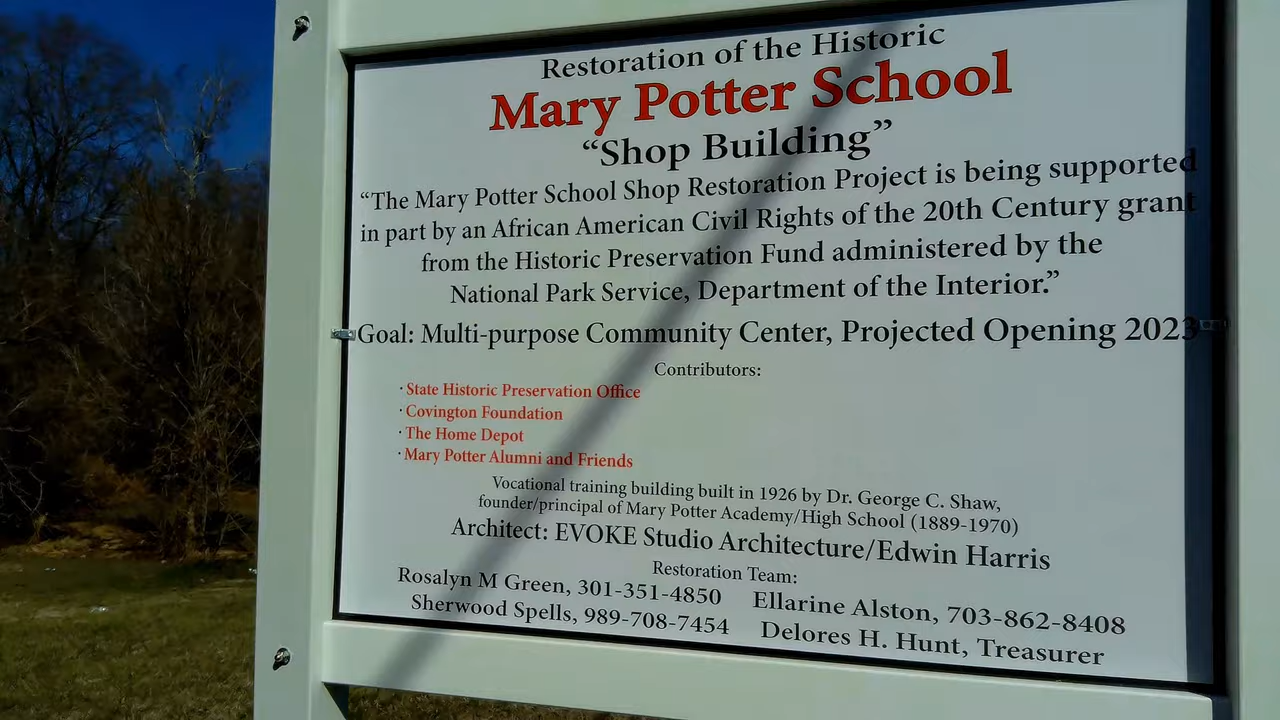 Restoration of the Historic
Mary Potter School
“Shop Building”
“The Mary Potter School Shop Restoration Project is being supported
in part by an African American Civil Rights of the 20th Century grant
from the Historic Preservation Fund administered by the
National Park Service, Department of the Interior.”
Goal: Multi-purpose Community Center, Projected Opening 2023
Contributors:
· State Historic Preservation Office
· Covington Foundation
· The Home Depot
· Mary Potter Alumni and Friends
Vocational training building built in 1926 by Dr. George C. Shaw,
founder/principal of Mary Potter Academy/High School (1889-1970)
Architect: EVOKE Studio Architecture/Edwin Harris
Restoration Team:
Rosalyn M Green, 301-351-4850 Ellarine Alston, 703-862-8408
Sherwood Spells, 989-708-7454 Delores H. Hunt, Treasurer